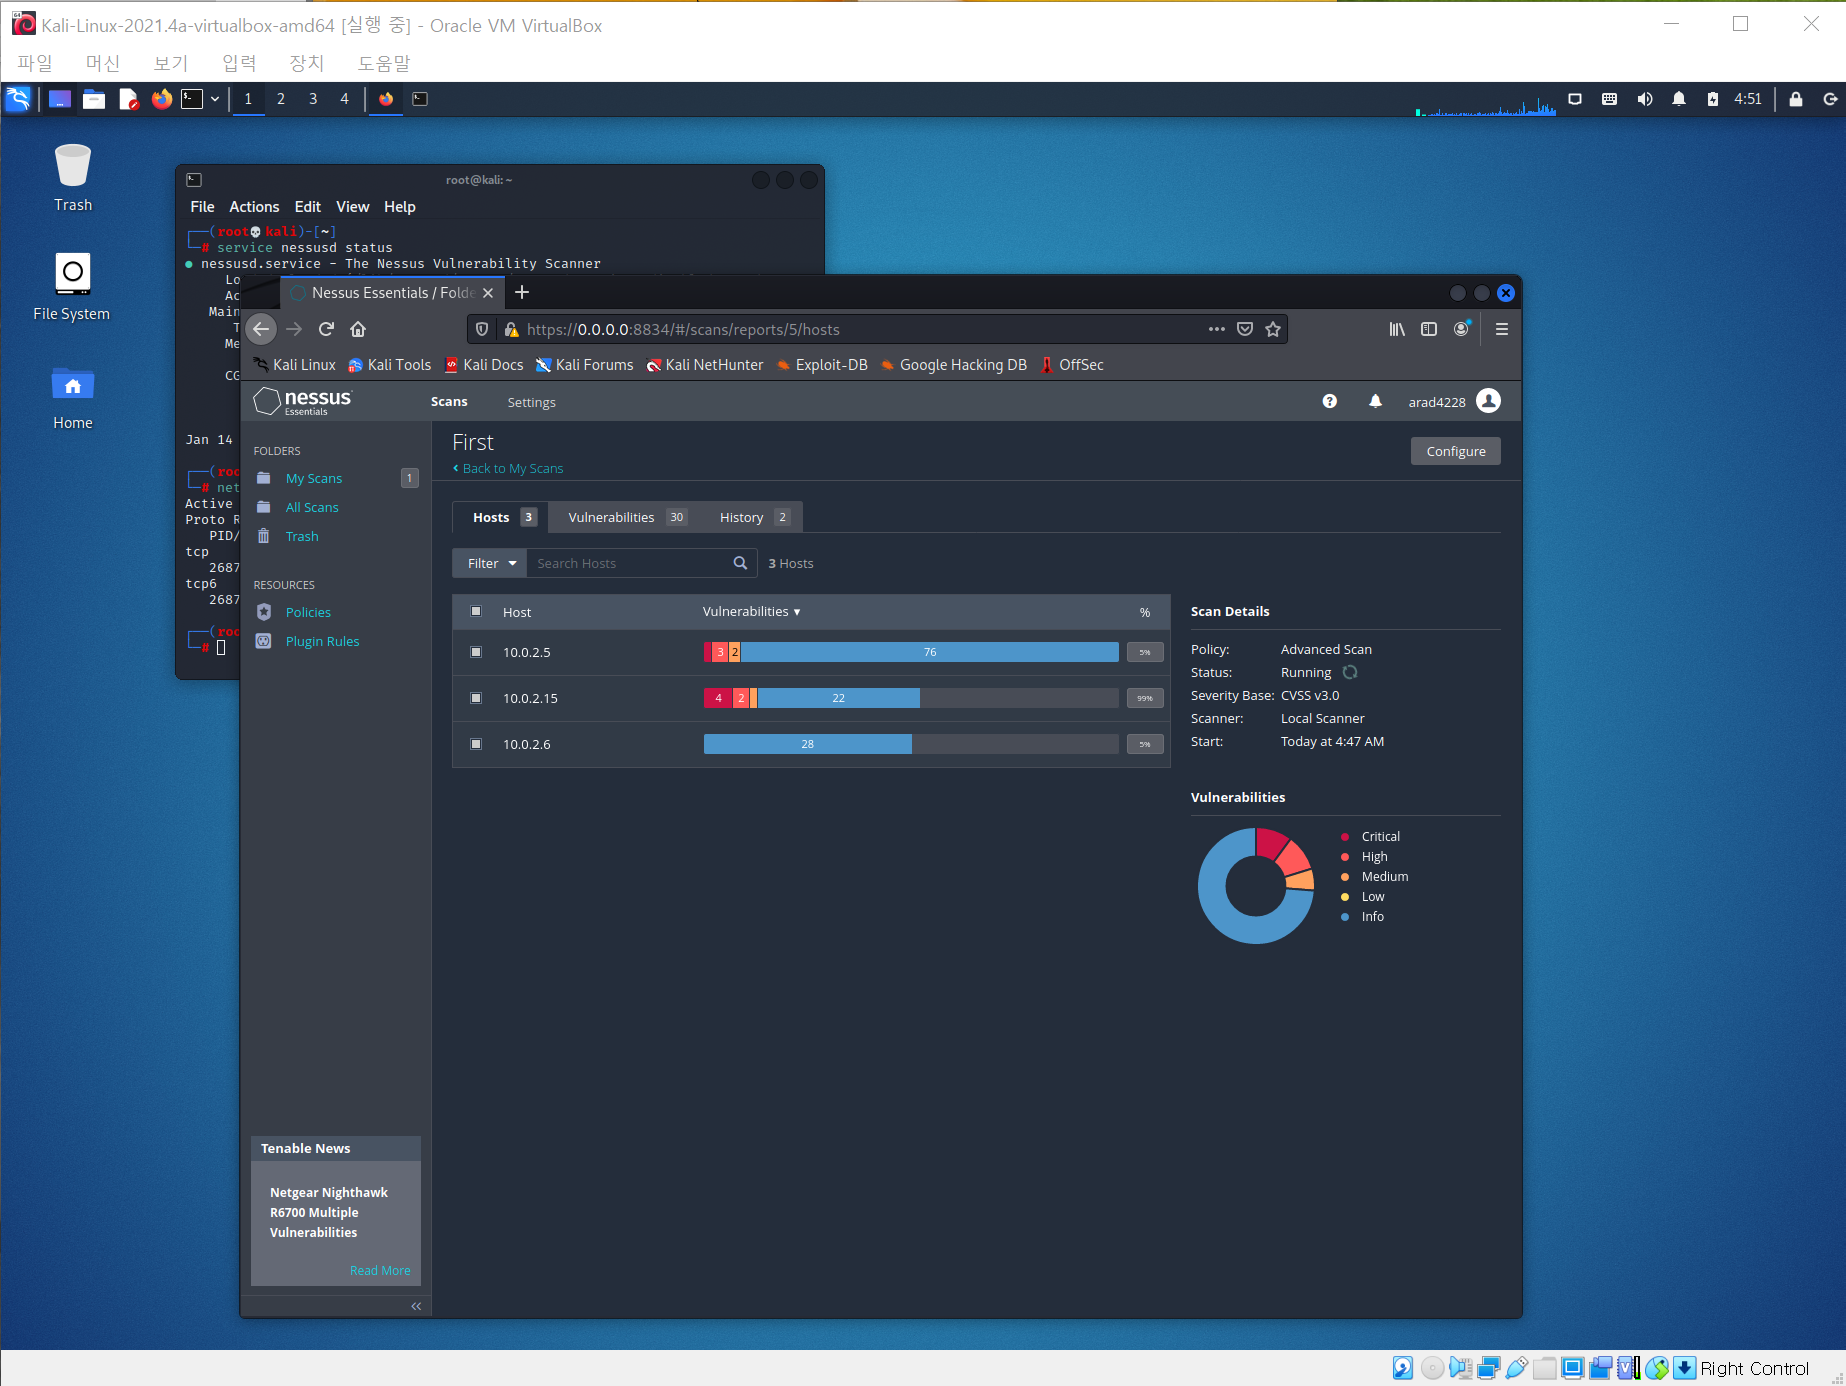 Kali-Linux-2021.4a-virtualbox-amd64 [실행 중] - Oracle VM VirtualBox
파일 머신 보기 입력 장치 도움말
1 2 3 4 4:51
Trash
File System
Home
root@kali: ~
File Actions Edit View Help
(root💀kali)-[~]
# service nessusd status
● nessusd.service - The Nessus Vulnerability Scanner
Lo
Ac
Main
T
Me
CG
Jan 14
(roo
# net
Active
Proto R
PID/
tcp
2687
tcp6
2687
(roo
#
Nessus Essentials / Folde
https://0.0.0.0:8834/#/scans/reports/5/hosts
Kali Linux Kali Tools Kali Docs Kali Forums Kali NetHunter Exploit-DB Google Hacking DB OffSec
nessus Essentials Scans Settings arad4228
FOLDERS
My Scans 1
All Scans
Trash
RESOURCES
Policies
Plugin Rules
Tenable News
Netgear Nighthawk
R6700 Multiple
Vulnerabilities
Read More
First
Configure
‹ Back to My Scans
Hosts 3 Vulnerabilities 30 History 2
Filter ▾ Search Hosts 3 Hosts
Host Vulnerabilities ▾ %
10.0.2.5 3 2 76 5%
10.0.2.15 4 2 22 99%
10.0.2.6 28 5%
Scan Details
Policy: Advanced Scan
Status: Running
Severity Base: CVSS v3.0
Scanner: Local Scanner
Start: Today at 4:47 AM
Vulnerabilities
Critical
High
Medium
Low
Info
Right Control